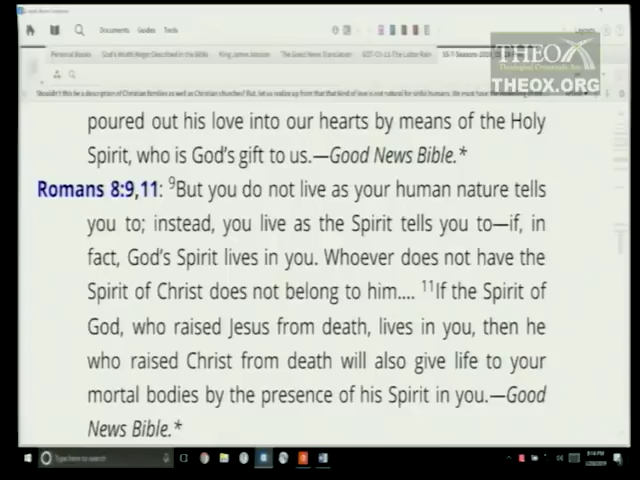 Documents Guides Tools Layouts
Personal Books God's Wrath Never Described in the Bible King James Version The Good News Translation
THEOX
THEOX.ORG
poured out his love into our hearts by means of the Holy
Spirit, who is God's gift to us.—Good News Bible.*
Romans 8:9,11: 9But you do not live as your human nature tells
you to; instead, you live as the Spirit tells you to—if, in
fact, God's Spirit lives in you. Whoever does not have the
Spirit of Christ does not belong to him.... 11If the Spirit of
God, who raised Jesus from death, lives in you, then he
who raised Christ from death will also give life to your
mortal bodies by the presence of his Spirit in you.—Good
News Bible.*
Type here to search